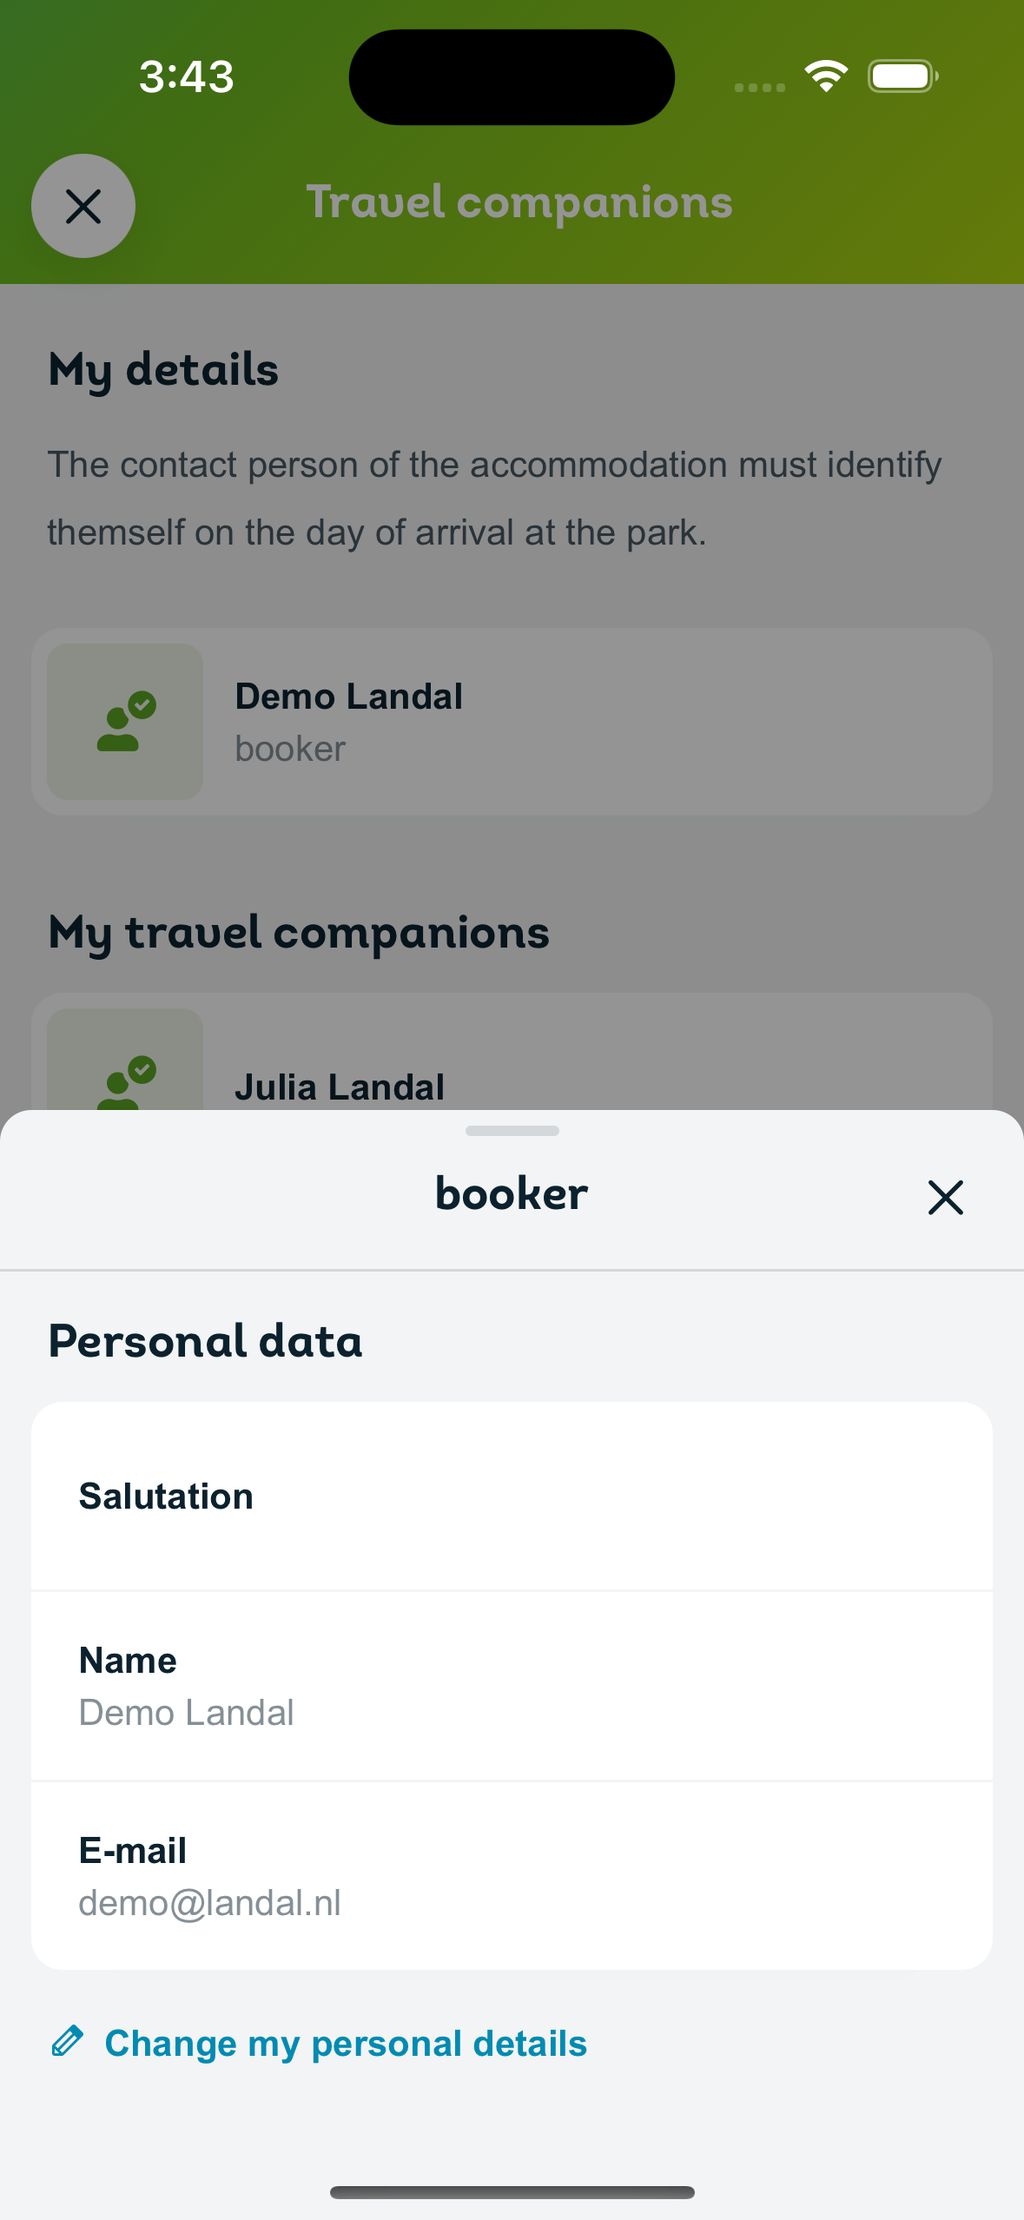 3:43
Travel companions
My details
The contact person of the accommodation must identify
themself on the day of arrival at the park.
Demo Landal
booker
My travel companions
Julia Landal
booker
Personal data
Salutation
Name
Demo Landal
E-mail
demo@landal.nl
Change my personal details